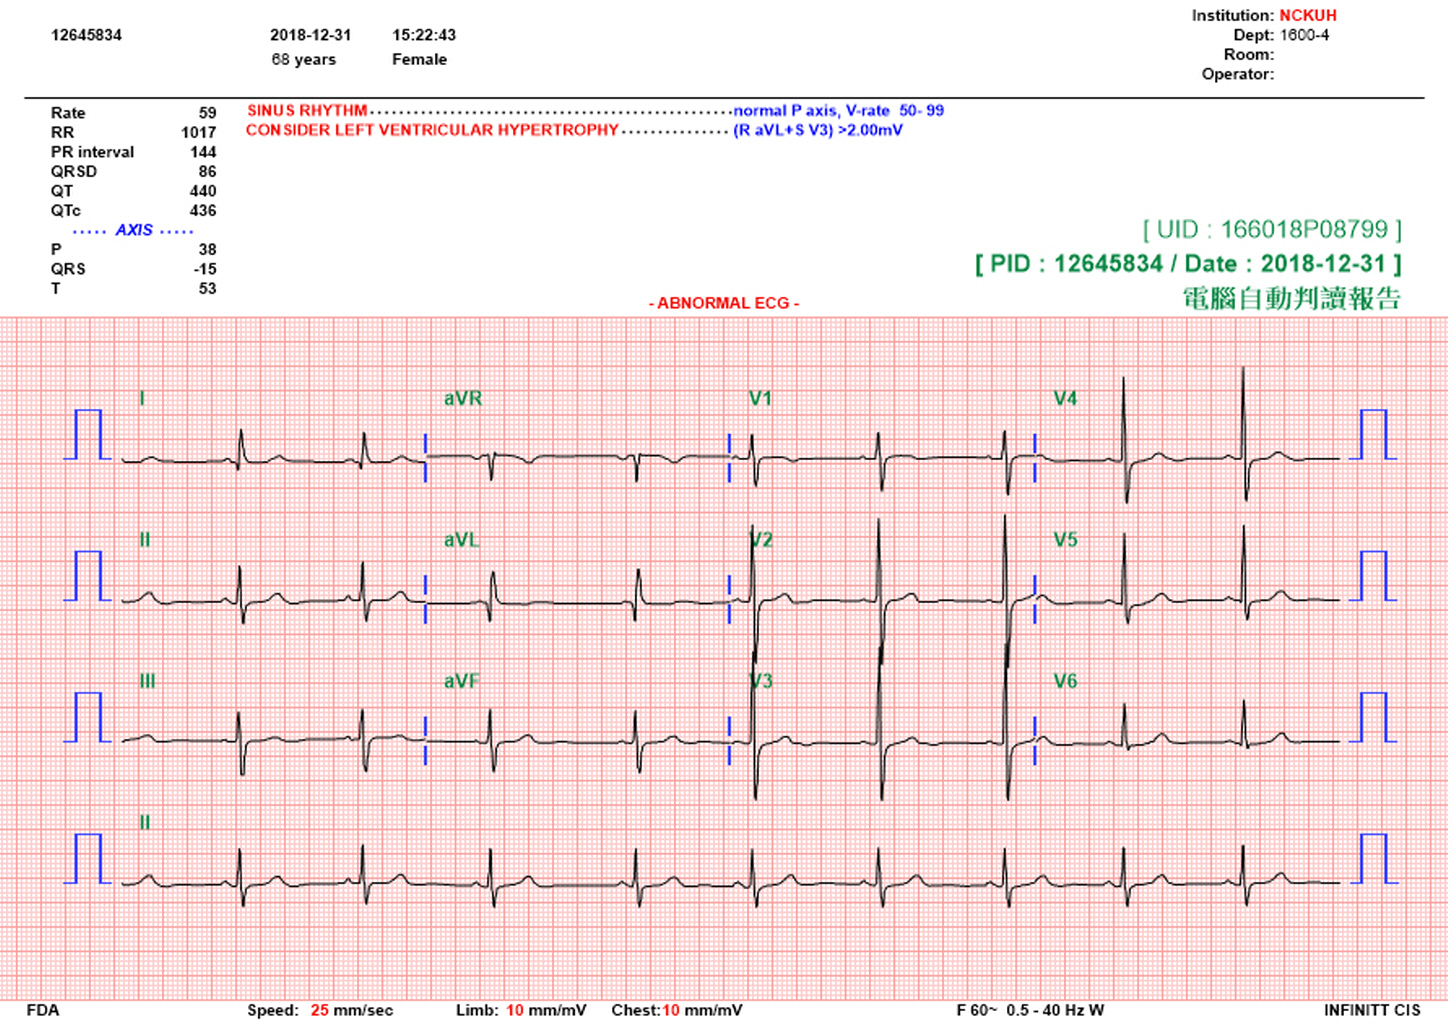 Institution: NCKUH
12645834 2018-12-31 15:22:43 Dept: 1600-4
68 years Female Room:
Operator:
Rate 59 SINUS RHYTHM normal P axis, V-rate 50- 99
RR 1017 CONSIDER LEFT VENTRICULAR HYPERTROPHY (R aVL+S V3) >2.00mV
PR interval 144
QRSD 86
QT 440
QTc 436
..... AXIS .....
P 38
QRS -15
T 53
[ UID : 166018P08799 ]
[ PID : 12645834 / Date : 2018-12-31 ]
電腦自動判讀報告
- ABNORMAL ECG -
I aVR V1 V4
II aVL V2 V5
III aVF V3 V6
II
FDA Speed: 25 mm/sec Limb: 10 mm/mV Chest:10 mm/mV F 60~ 0.5 - 40 Hz W INFINITT CIS